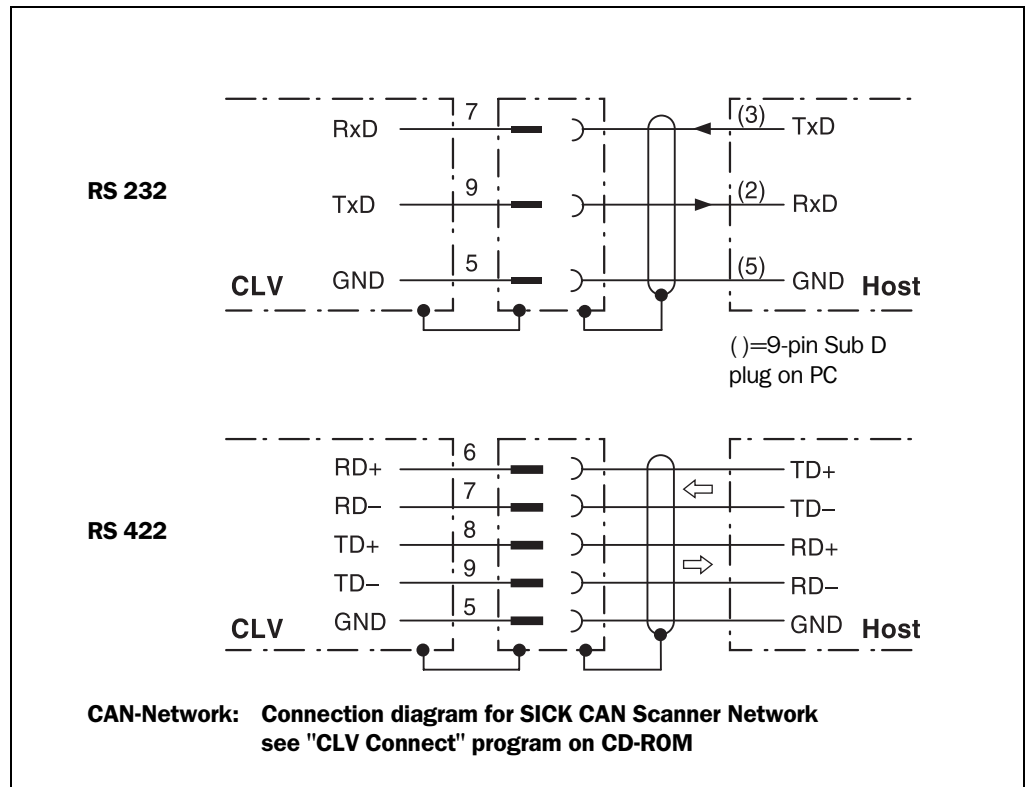 RS 232
RxD 7 (3) TxD
TxD 9 (2) RxD
CLV GND 5 (5) GND Host
( )=9-pin Sub D
plug on PC
RS 422
RD+ 6 TD+
RD– 7 TD–
TD+ 8 RD+
TD– 9 RD–
CLV GND 5 GND Host
CAN-Network: Connection diagram for SICK CAN Scanner Network
see "CLV Connect" program on CD-ROM